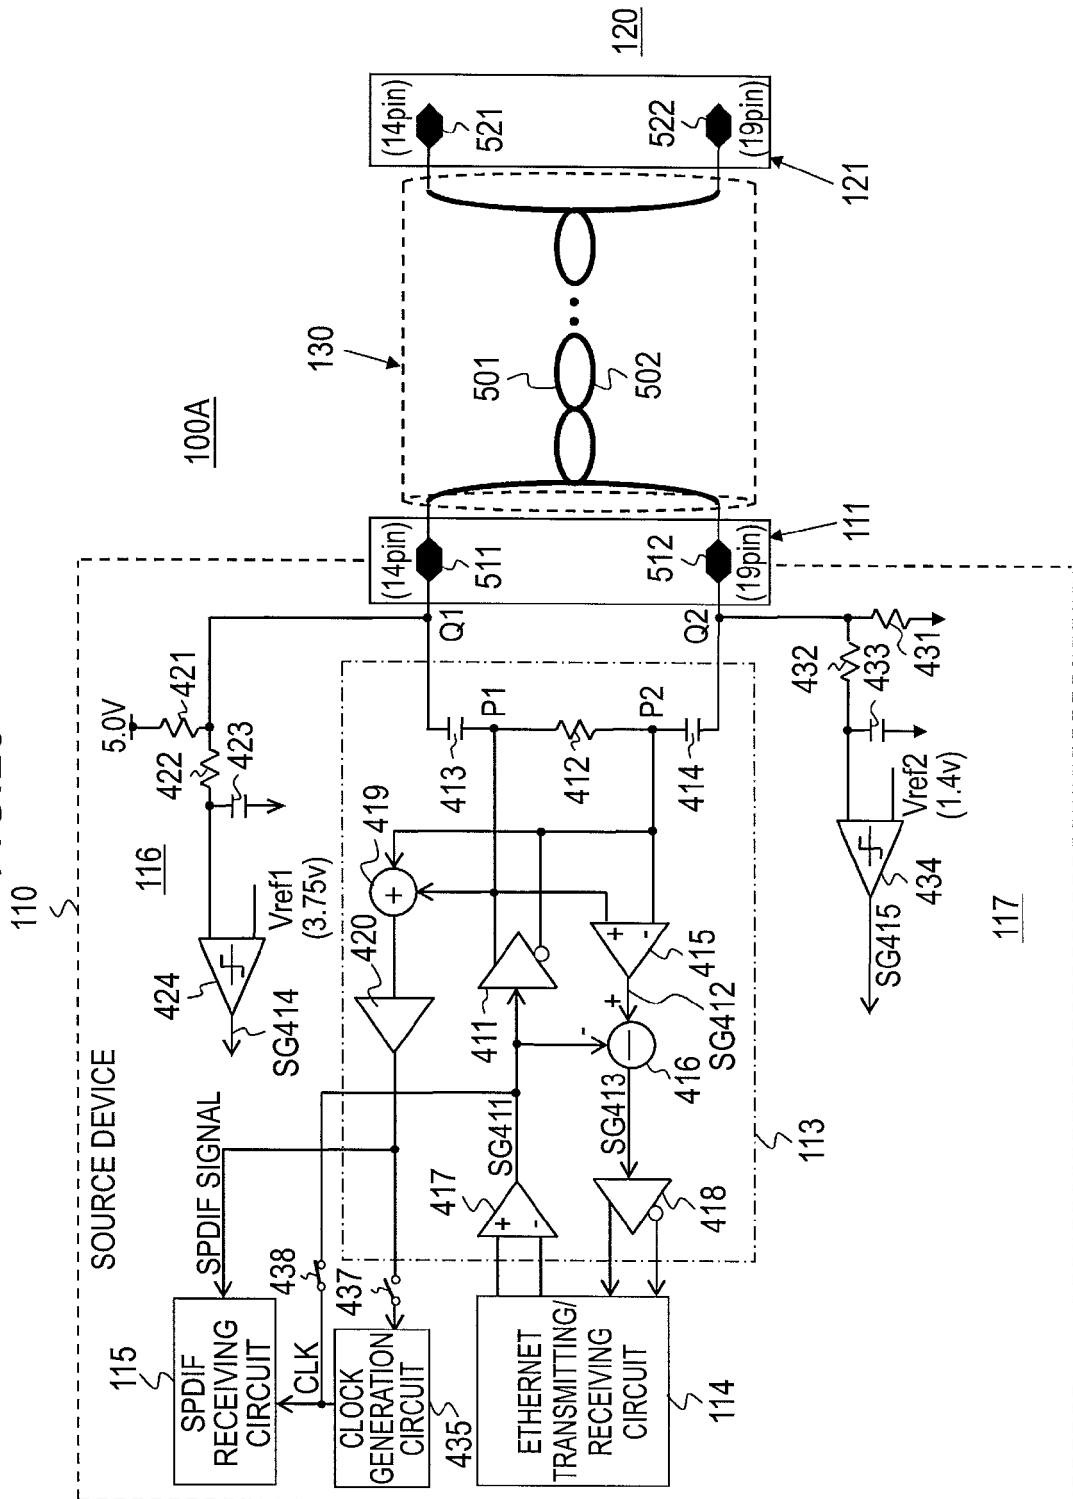 110
SOURCE DEVICE
115
SPDIF
RECEIVING
CIRCUIT
SPDIF SIGNAL
438
CLK
437
CLOCK
GENERATION
CIRCUIT
435
ETHERNET
TRANSMITTING/
RECEIVING
CIRCUIT
114
116
5.0V
421
422
423
424
Vref1
(3.75v)
SG414
419
+
420
411
417
+
-
SG411
415
+
-
SG412
+
-
416
SG413
418
113
413
P1
412
P2
414
Q1
Q2
432
433
431
Vref2
(1.4v)
434
SG415
117
(14pin)
511
512
(19pin)
111
100A
130
501
502
(14pin)
521
522
(19pin)
121
120